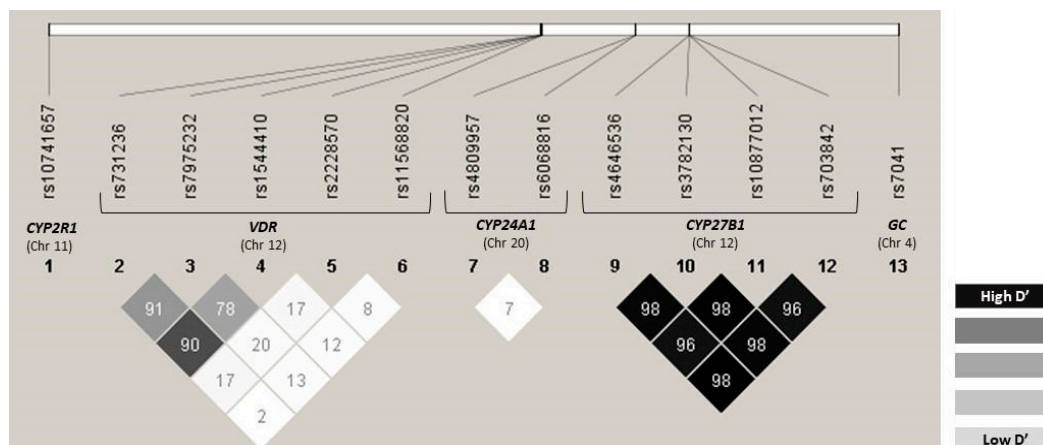 rs10741657
rs731236
rs7975232
rs1544410
rs2228570
rs11568820
rs4809957
rs6068816
rs4646536
rs3782130
rs10877012
rs703842
rs7041
CYP2R1 VDR CYP24A1 CYP27B1 GC
(Chr 11) (Chr 12) (Chr 20) (Chr 12) (Chr 4)
1 2 3 4 5 6 7 8 9 10 11 12 13
91 78 17 8 7 98 98 96
90 20 12 96 98
17 13 98
2
High D’
Low D’